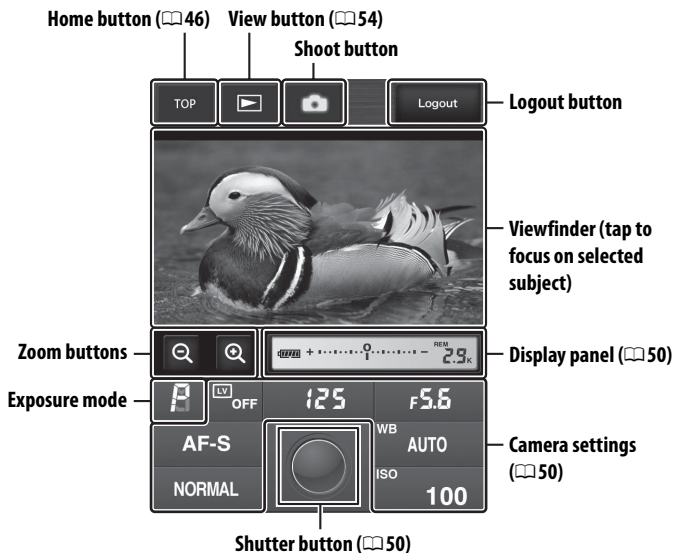 Home button (📖46)
View button (📖54)
Shoot button
TOP
Logout
Logout button
Viewfinder (tap to
focus on selected
subject)
Zoom buttons
+ 0 − REM 2.9 K
Display panel (📖50)
Exposure mode
P LV OFF 125 F5.6
AF-S
WB AUTO
Camera settings
(📖50)
NORMAL
ISO 100
Shutter button (📖50)